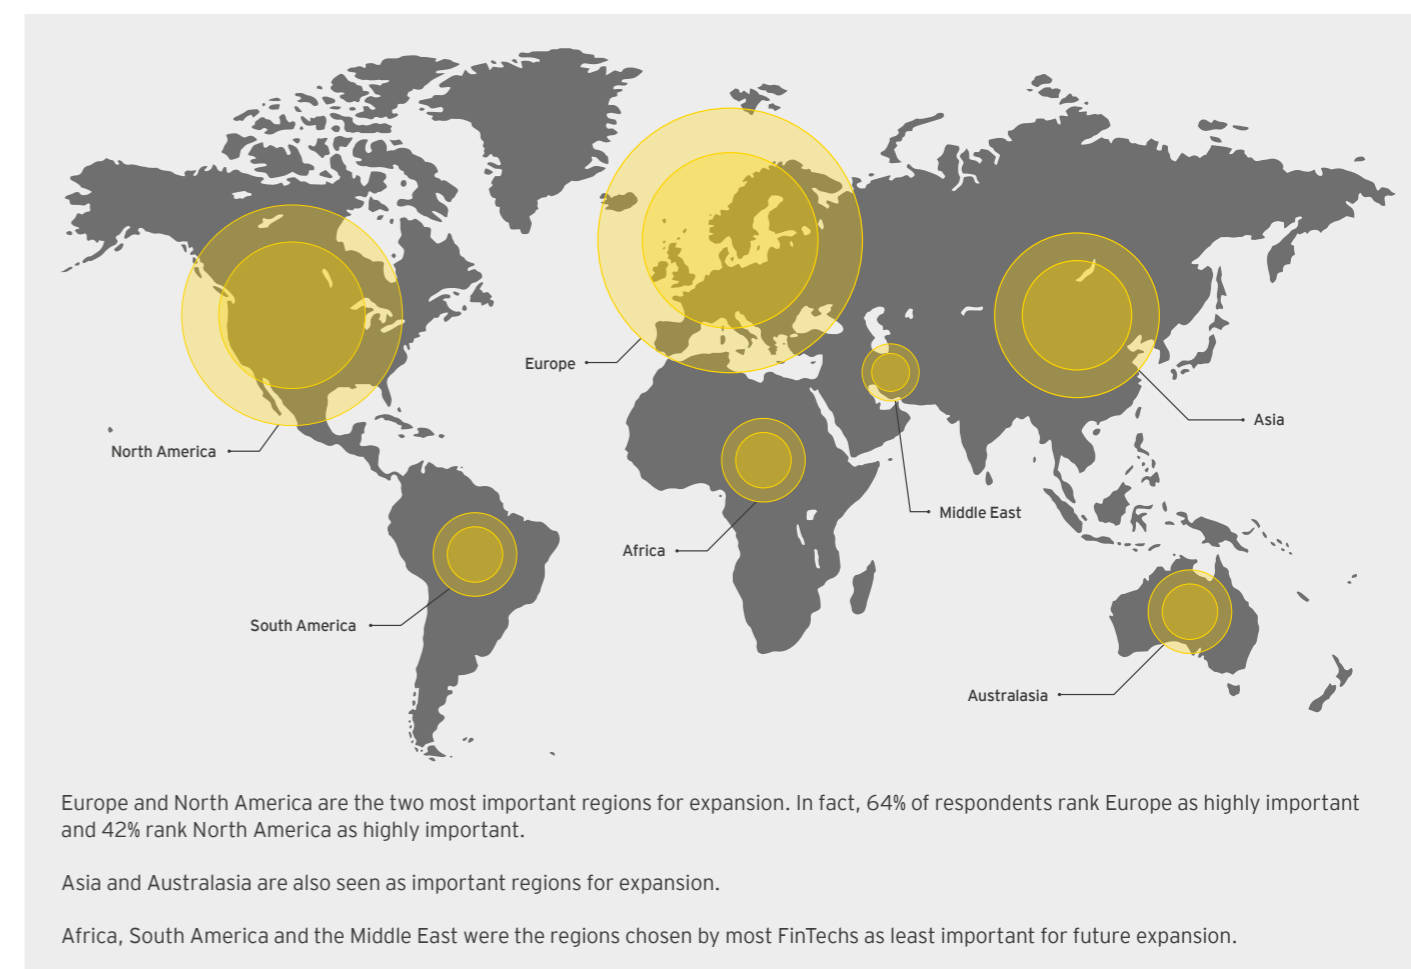 Europe
Asia
North America
Middle East
Africa
South America
Australasia
Europe and North America are the two most important regions for expansion. In fact, 64% of respondents rank Europe as highly important
and 42% rank North America as highly important.
Asia and Australasia are also seen as important regions for expansion.
Africa, South America and the Middle East were the regions chosen by most FinTechs as least important for future expansion.